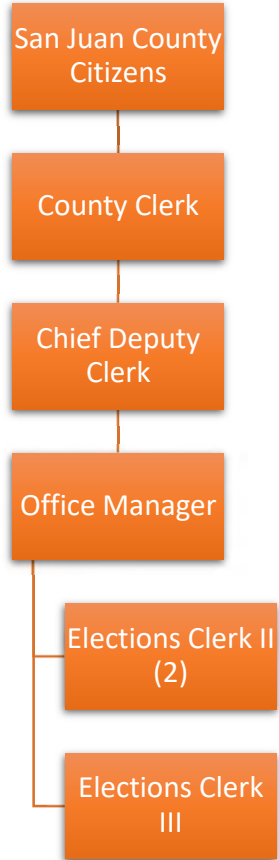 San Juan County
Citizens
County Clerk
Chief Deputy
Clerk
Office Manager
Elections Clerk II
(2)
Elections Clerk
III